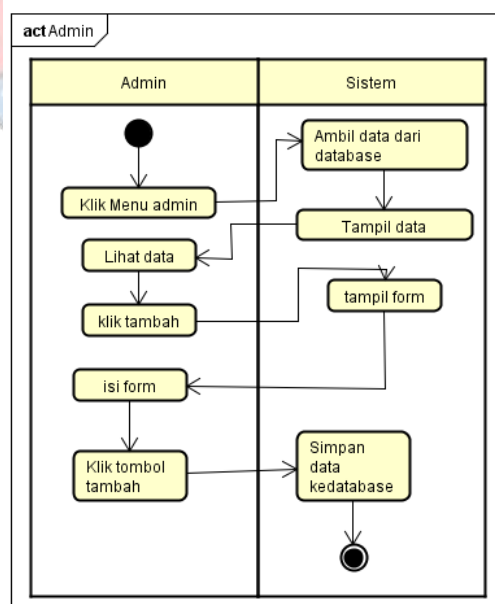 act Admin
Admin
Sistem
Klik Menu admin
Ambil data dari
database
Tampil data
Lihat data
klik tambah
tampil form
isi form
Klik tombol
tambah
Simpan
data
kedatabase